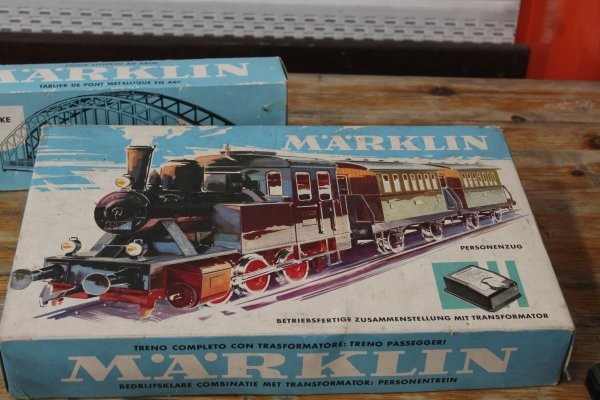 MÄRKLIN
TABLIER DE PONT METALLIQUE EN ARC
KE
MÄRKLIN
PERSONENZUG
BETRIEBSFERTIGE ZUSAMMENSTELLUNG MIT TRANSFORMATOR
TRENO COMPLETO CON TRASFORMATORE: TRENO PASSEGGERI
MÄRKLIN
BEDRIJFSKLARE COMBINATIE MET TRANSFORMATOR: PERSONENTREIN